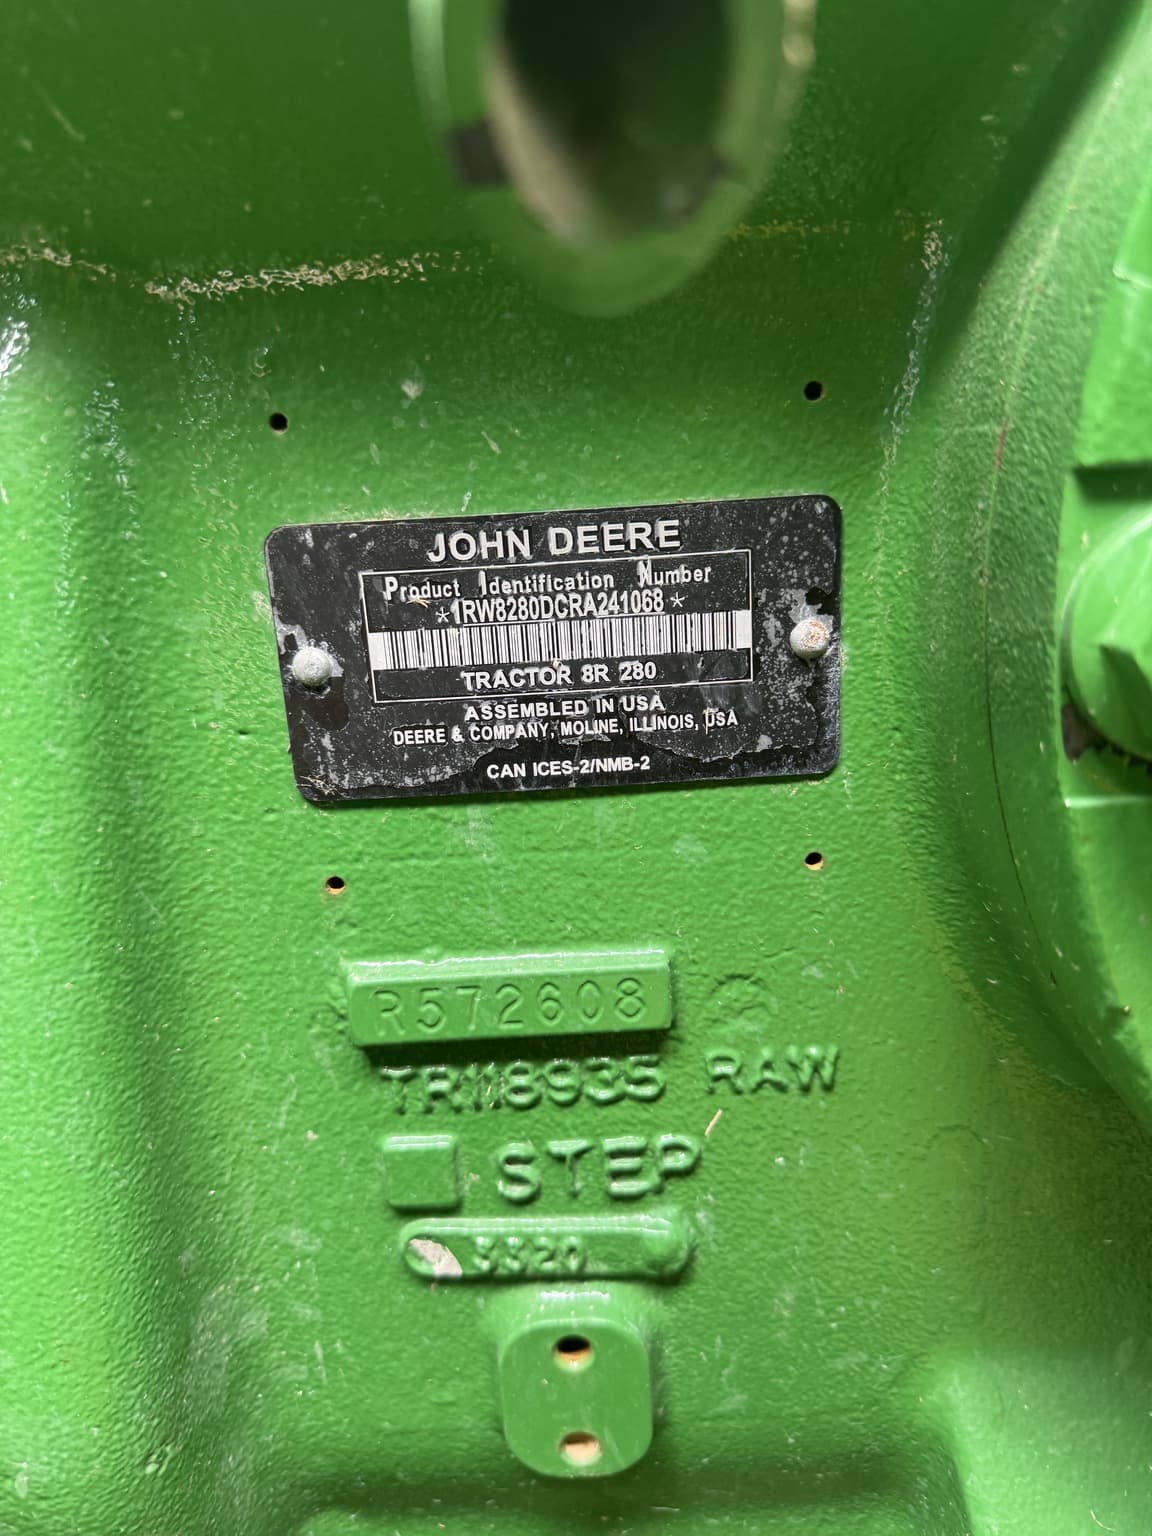 JOHN DEERE
Product Identification Number
*1RW8280DCRA241068*
TRACTOR 8R 280
ASSEMBLED IN USA
DEERE & COMPANY, MOLINE, ILLINOIS, USA
CAN ICES-2/NMB-2
R572608
TR118935 RAW
STEP
3320